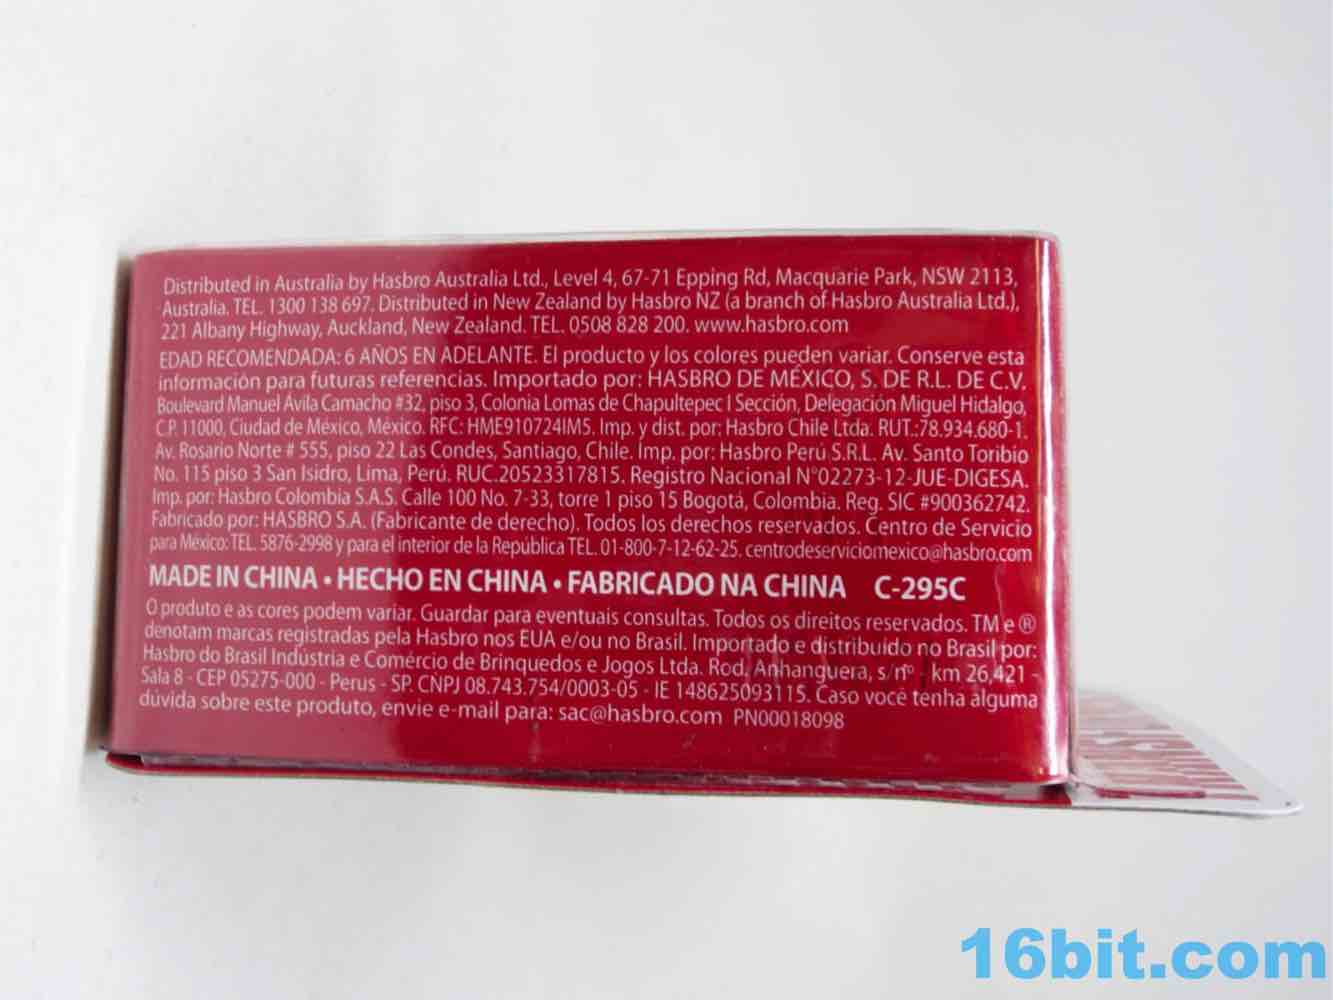 Distributed in Australia by Hasbro Australia Ltd., Level 4, 67-71 Epping Rd, Macquarie Park, NSW 2113,
Australia. TEL. 1300 138 697. Distributed in New Zealand by Hasbro NZ (a branch of Hasbro Australia Ltd.),
221 Albany Highway, Auckland, New Zealand. TEL. 0508 828 200. www.hasbro.com
EDAD RECOMENDADA: 6 AÑOS EN ADELANTE. El producto y los colores pueden variar. Conserve esta
información para futuras referencias. Importado por: HASBRO DE MÉXICO, S. DE R.L. DE C.V.
Boulevard Manuel Ávila Camacho #32, piso 3, Colonia Lomas de Chapultepec I Sección, Delegación Miguel Hidalgo,
C.P. 11000, Ciudad de México, México. RFC: HME910724IM5. Imp. y dist. por: Hasbro Chile Ltda. RUT.:78.934.680-1.
Av. Rosario Norte # 555, piso 22 Las Condes, Santiago, Chile. Imp. por: Hasbro Perú S.R.L. Av. Santo Toribio
No. 115 piso 3 San Isidro, Lima, Perú. RUC.20523317815. Registro Nacional N°02273-12-JUE-DIGESA.
Imp. por: Hasbro Colombia S.A.S. Calle 100 No. 7-33, torre 1 piso 15 Bogotá, Colombia. Reg. SIC #900362742.
Fabricado por: HASBRO S.A. (Fabricante de derecho). Todos los derechos reservados. Centro de Servicio
para México: TEL. 5876-2998 y para el interior de la República TEL. 01-800-7-12-62-25. centrodeserviciomexico@hasbro.com
MADE IN CHINA • HECHO EN CHINA • FABRICADO NA CHINA C-295C
O produto e as cores podem variar. Guardar para eventuais consultas. Todos os direitos reservados. TM e ®
denotam marcas registradas pela Hasbro nos EUA e/ou no Brasil. Importado e distribuído no Brasil por:
Hasbro do Brasil Indústria e Comércio de Brinquedos e Jogos Ltda. Rod. Anhanguera, s/nº - km 26,421 -
Sala 8 - CEP 05275-000 - Perus - SP. CNPJ 08.743.754/0003-05 - IE 148625093115. Caso você tenha alguma
dúvida sobre este produto, envie e-mail para: sac@hasbro.com PN00018098
16bit.com